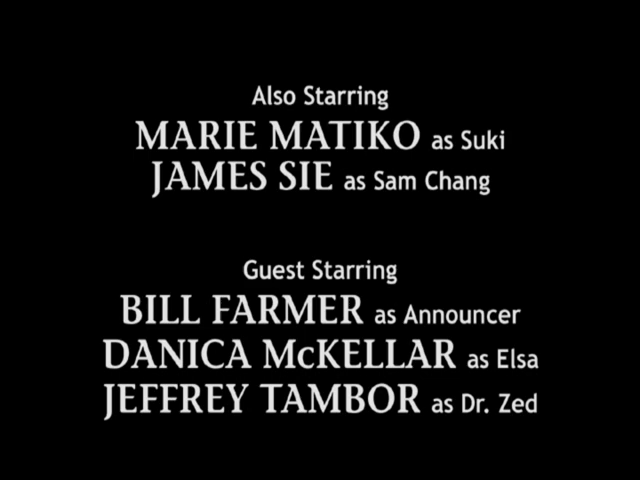 Also Starring
MARIE MATIKO as Suki
JAMES SIE as Sam Chang
Guest Starring
BILL FARMER as Announcer
DANICA McKELLAR as Elsa
JEFFREY TAMBOR as Dr. Zed